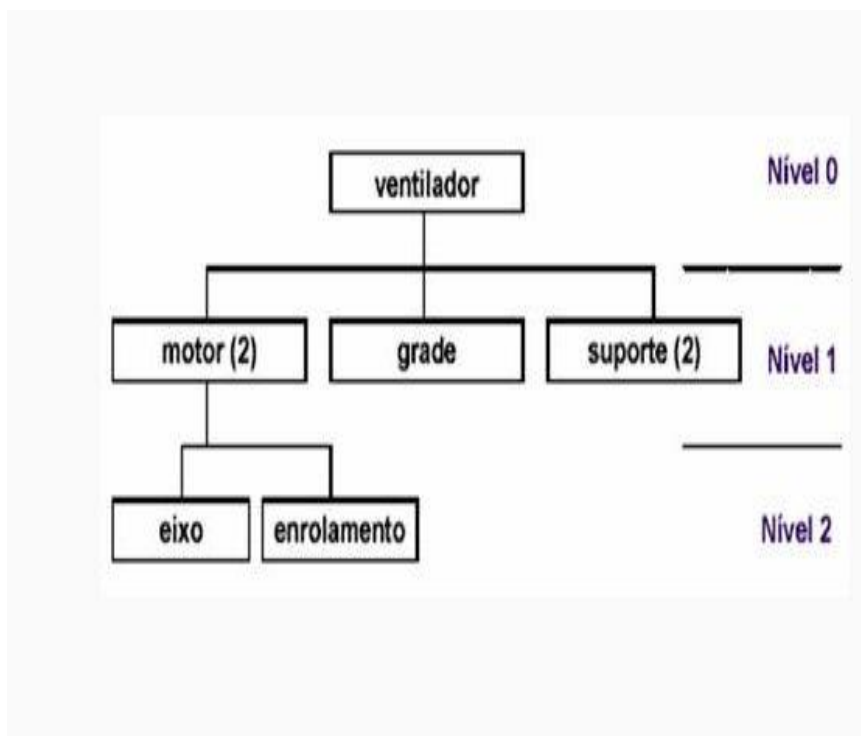 ventilador
Nível 0
motor (2)
grade
suporte (2)
Nível 1
eixo
enrolamento
Nível 2